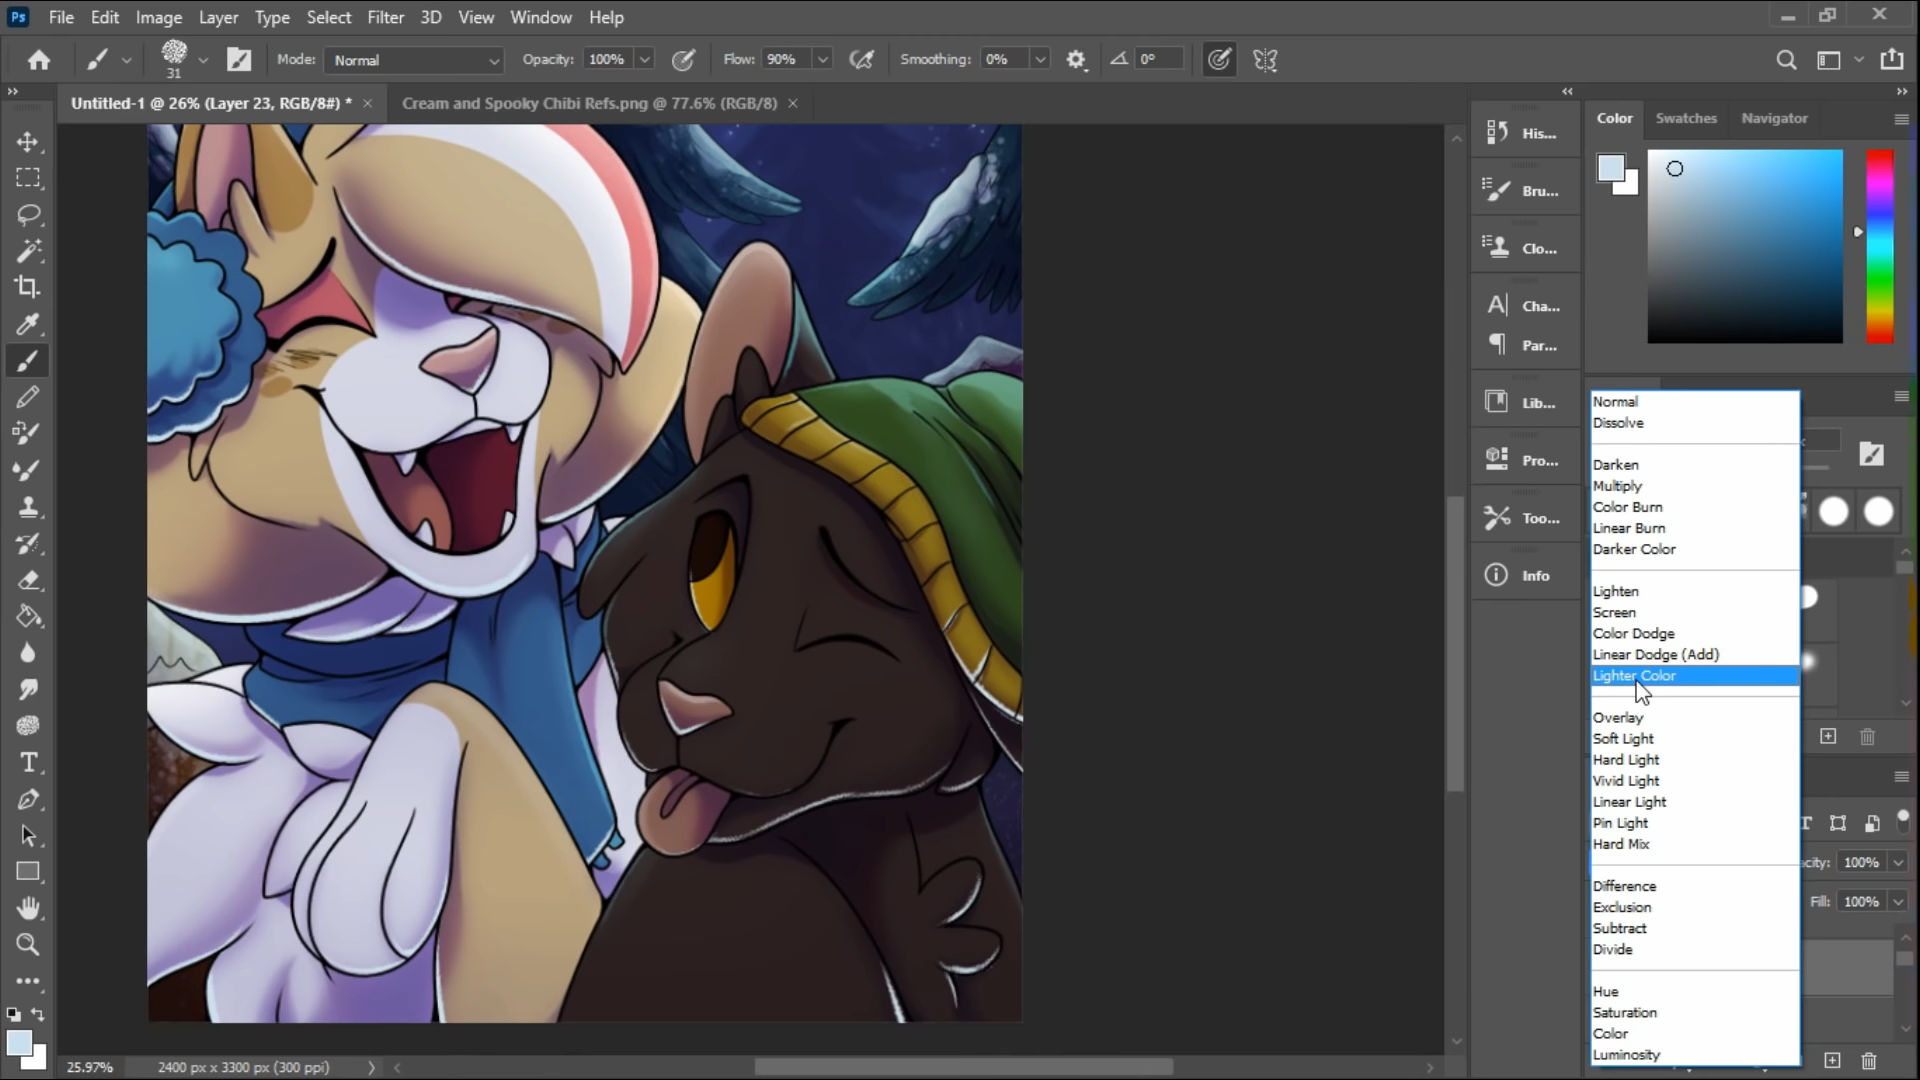 Ps File Edit Image Layer Type Select Filter 3D View Window Help
31 Mode: Normal Opacity: 100% Flow: 90% Smoothing: 0% 0°
Untitled-1 @ 26% (Layer 23, RGB/8#) * × Cream and Spooky Chibi Refs.png @ 77.6% (RGB/8) ×
His...
Bru...
Clo...
Cha...
Par...
Lib...
Pro...
Too...
Info
Color Swatches Navigator
Normal
Dissolve
Darken
Multiply
Color Burn
Linear Burn
Darker Color
Lighten
Screen
Color Dodge
Linear Dodge (Add)
Lighter Color
Overlay
Soft Light
Hard Light
Vivid Light
Linear Light
Pin Light
Hard Mix
Difference
Exclusion
Subtract
Divide
Hue
Saturation
Color
Luminosity
acity: 100%
Fill: 100%
25.97% 2400 px x 3300 px (300 ppi)